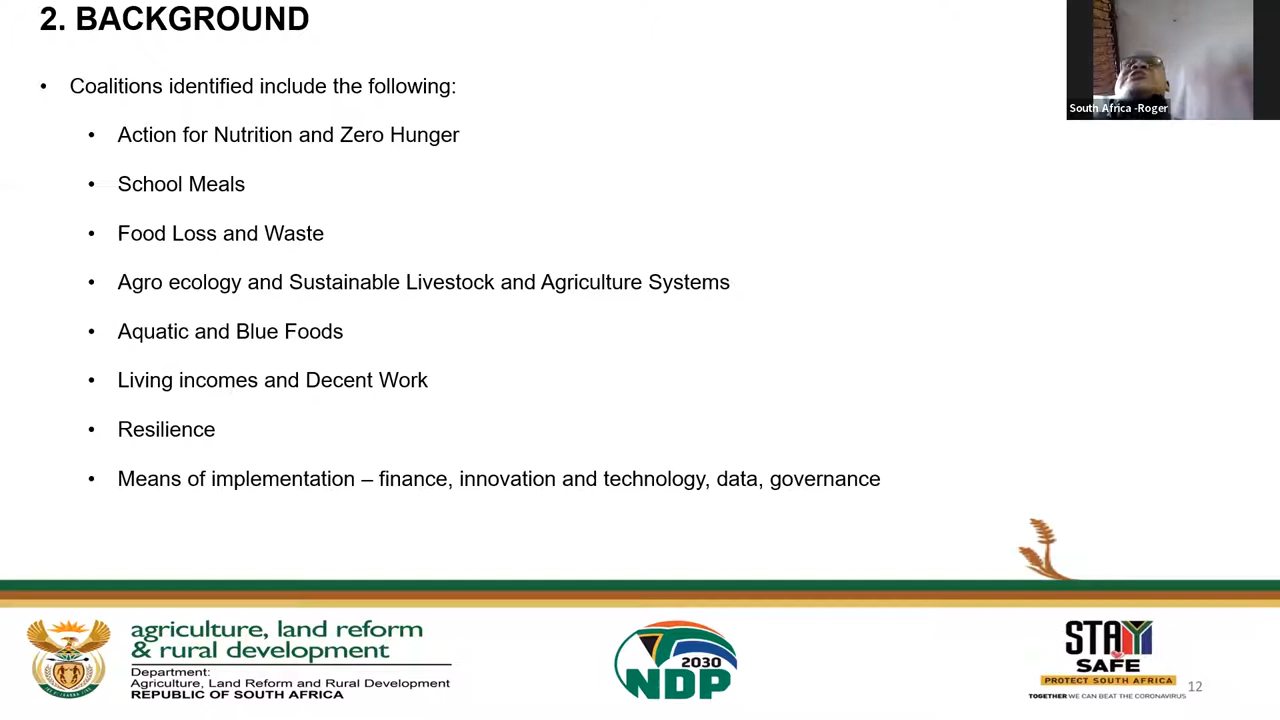 2. BACKGROUND
• Coalitions identified include the following:
• Action for Nutrition and Zero Hunger
• School Meals
• Food Loss and Waste
• Agro ecology and Sustainable Livestock and Agriculture Systems
• Aquatic and Blue Foods
• Living incomes and Decent Work
• Resilience
• Means of implementation – finance, innovation and technology, data, governance
South Africa -Roger
agriculture, land reform
& rural development
Department:
Agriculture, Land Reform and Rural Development
REPUBLIC OF SOUTH AFRICA
2030
NDP
STAY
SAFE
PROTECT SOUTH AFRICA
TOGETHER WE CAN BEAT THE CORONAVIRUS
12